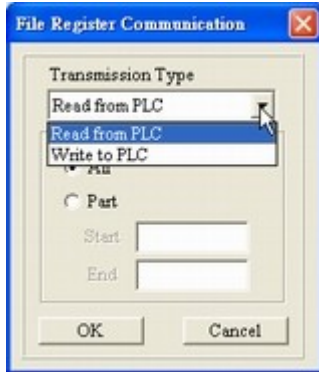 File Register Communication
Transmission Type
Read from PLC
Read from PLC
Write to PLC
All
Part
Start
End
OK
Cancel